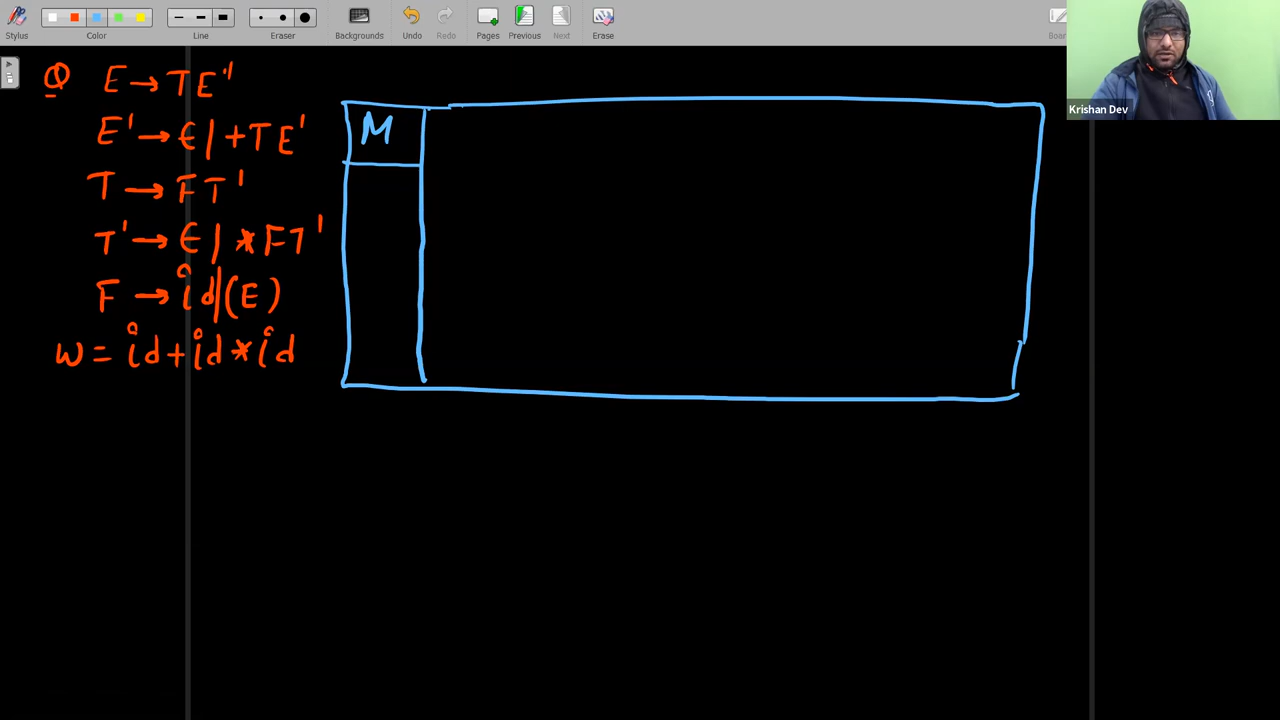 Stylus
Color
Line
Eraser
Backgrounds
Undo
Redo
Pages
Previous
Next
Erase
Boar
Krishan Dev
Q E → TE'
E' → ε | + TE'
T → FT'
T' → ε | * FT'
F → id | (E)
w = id + id * id
M